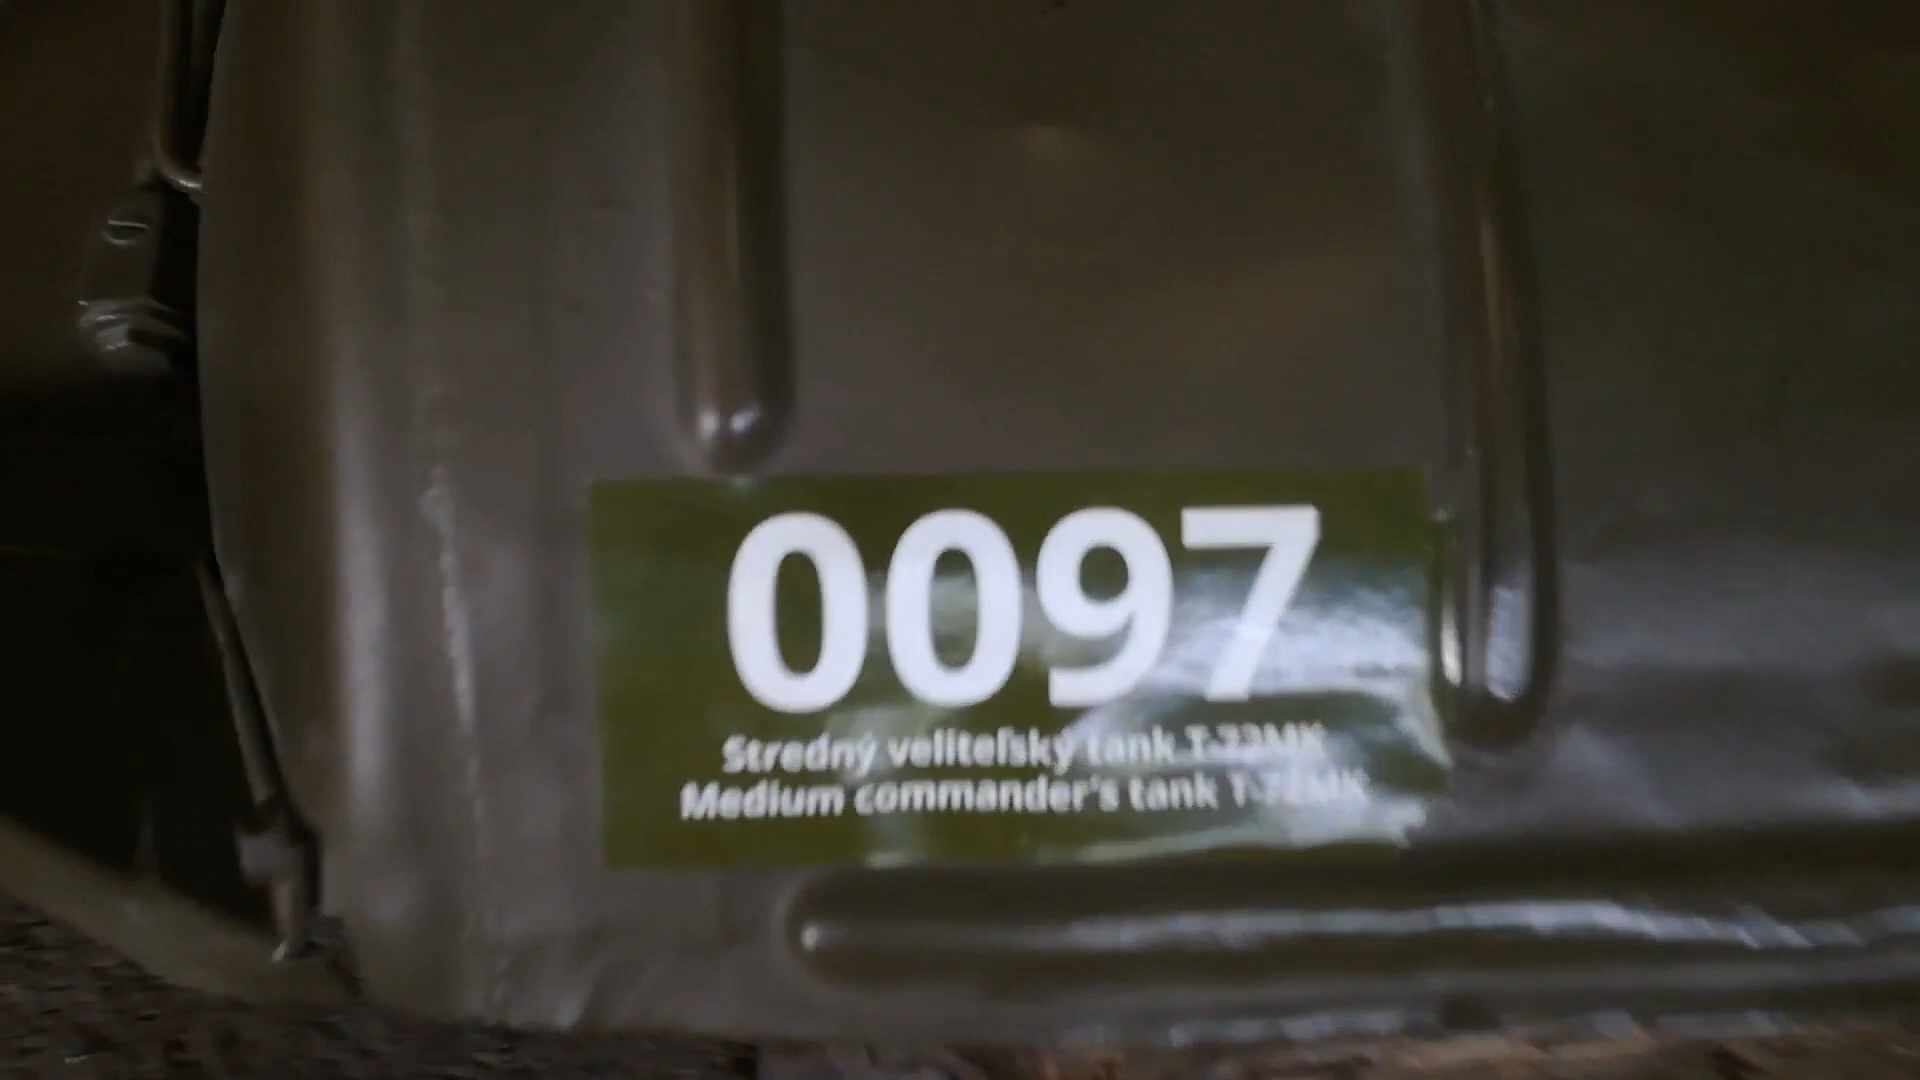 0097
Stredný veliteľský tank T-72MK
Medium commander's tank T-72MK